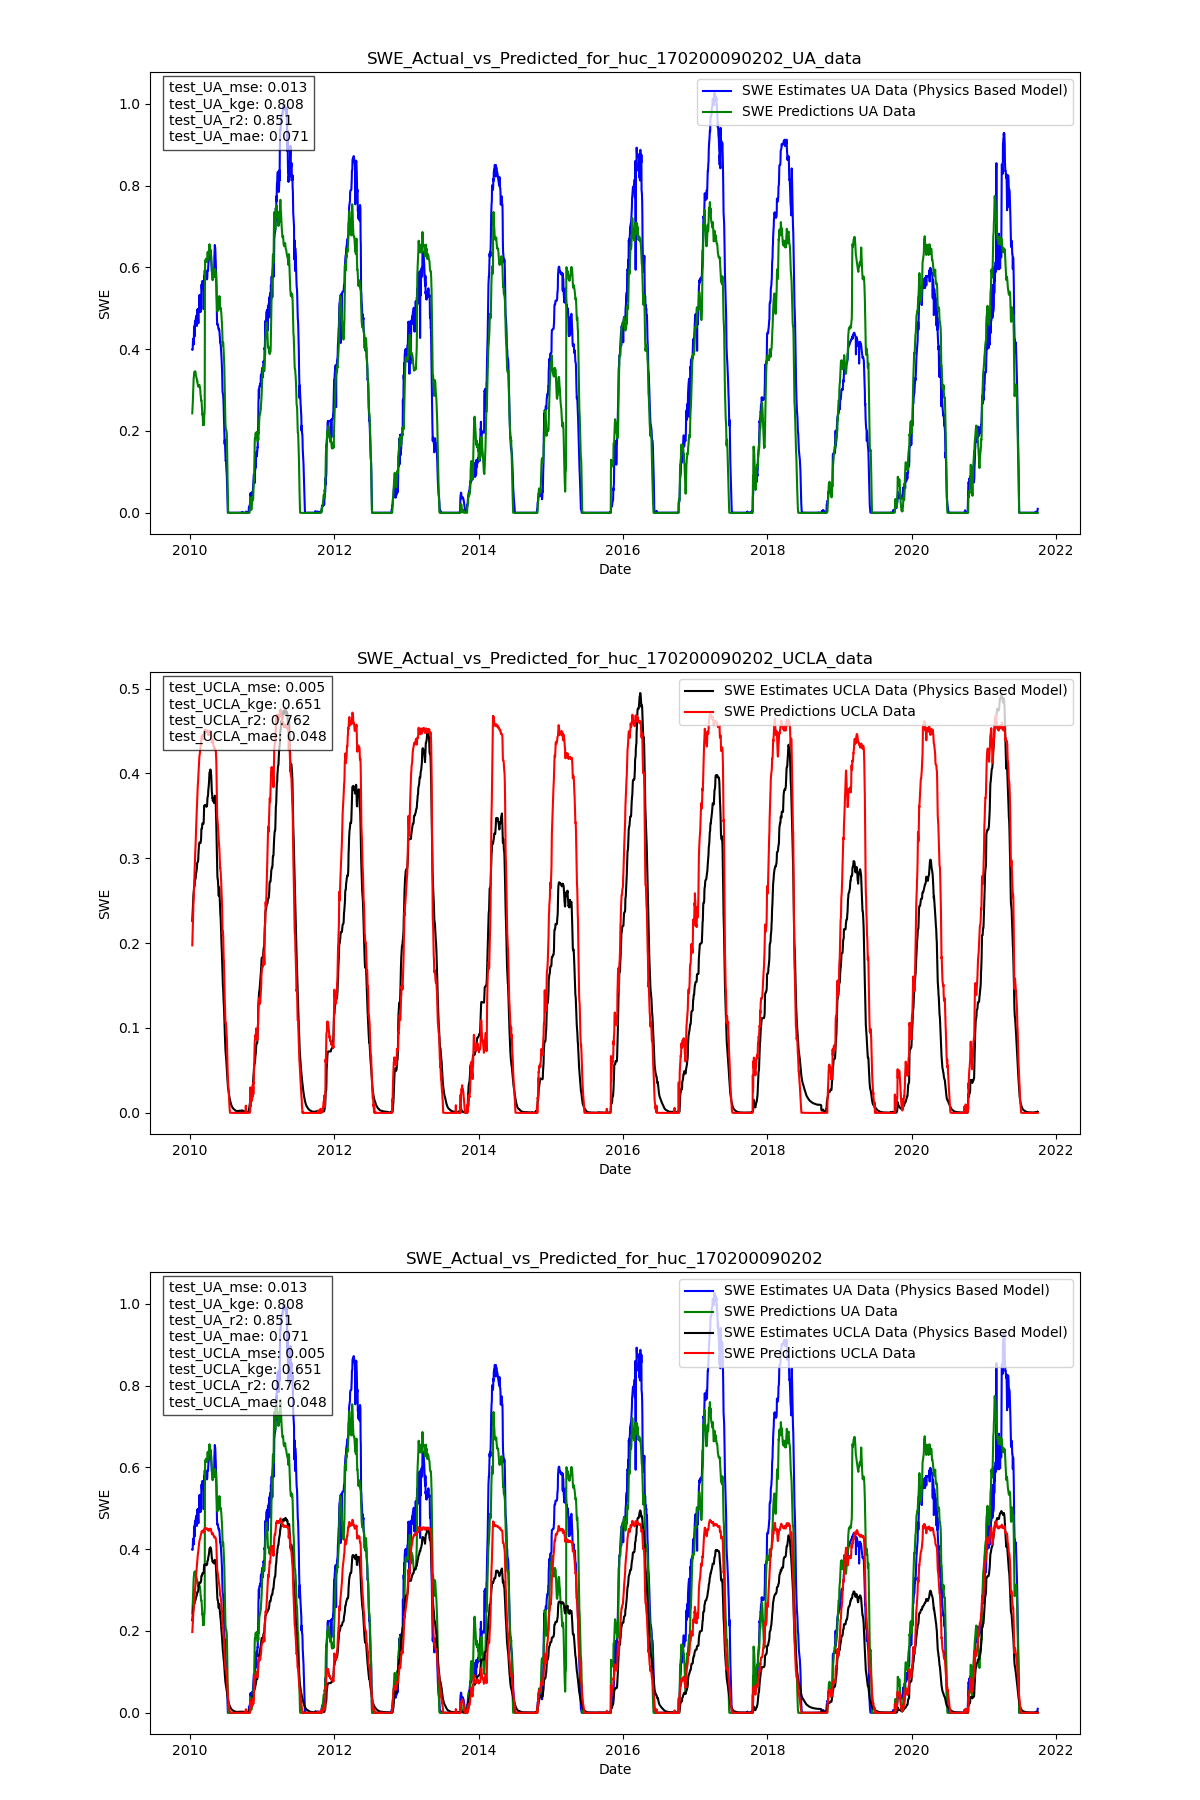 SWE_Actual_vs_Predicted_for_huc_170200090202_UA_data
test_UA_mse: 0.013
test_UA_kge: 0.808
test_UA_r2: 0.851
test_UA_mae: 0.071
SWE Estimates UA Data (Physics Based Model)
SWE Predictions UA Data
1.0
0.8
0.6
0.4
0.2
0.0
SWE
2010
2012
2014
2016
2018
2020
2022
Date
SWE_Actual_vs_Predicted_for_huc_170200090202_UCLA_data
test_UCLA_mse: 0.005
test_UCLA_kge: 0.651
test_UCLA_r2: 0.762
test_UCLA_mae: 0.048
SWE Estimates UCLA Data (Physics Based Model)
SWE Predictions UCLA Data
0.5
0.4
0.3
0.2
0.1
0.0
SWE
2010
2012
2014
2016
2018
2020
2022
Date
SWE_Actual_vs_Predicted_for_huc_170200090202
test_UA_mse: 0.013
test_UA_kge: 0.808
test_UA_r2: 0.851
test_UA_mae: 0.071
test_UCLA_mse: 0.005
test_UCLA_kge: 0.651
test_UCLA_r2: 0.762
test_UCLA_mae: 0.048
SWE Estimates UA Data (Physics Based Model)
SWE Predictions UA Data
SWE Estimates UCLA Data (Physics Based Model)
SWE Predictions UCLA Data
1.0
0.8
0.6
0.4
0.2
0.0
SWE
2010
2012
2014
2016
2018
2020
2022
Date